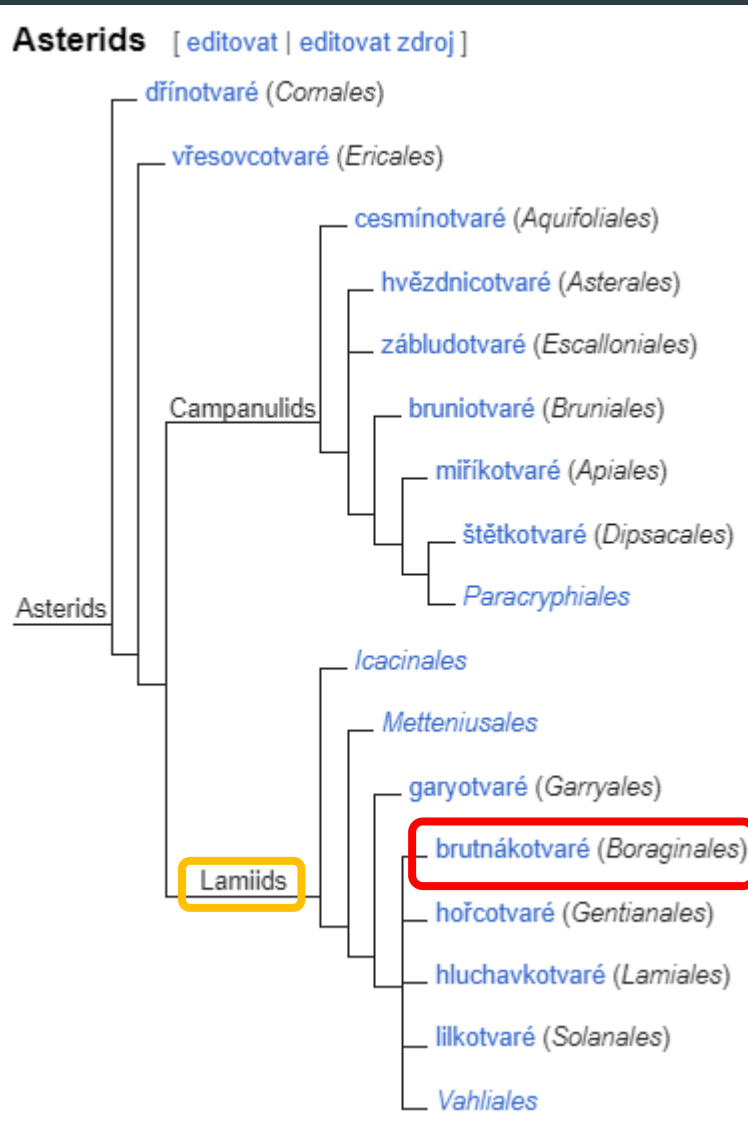 Asterids [ editovat | editovat zdroj ]
dřínotvaré (Cornales)
vřesovcotvaré (Ericales)
cesmínotvaré (Aquifoliales)
hvězdnicotvaré (Asterales)
zábludotvaré (Escalloniales)
Campanulids
bruniotvaré (Bruniales)
miříkotvaré (Apiales)
štětkotvaré (Dipsacales)
Paracryphiales
Asterids
Icacinales
Metteniusales
garyotvaré (Garryales)
brutnákotvaré (Boraginales)
Lamiids
hořcotvaré (Gentianales)
hluchavkotvaré (Lamiales)
lilkotvaré (Solanales)
Vahliales